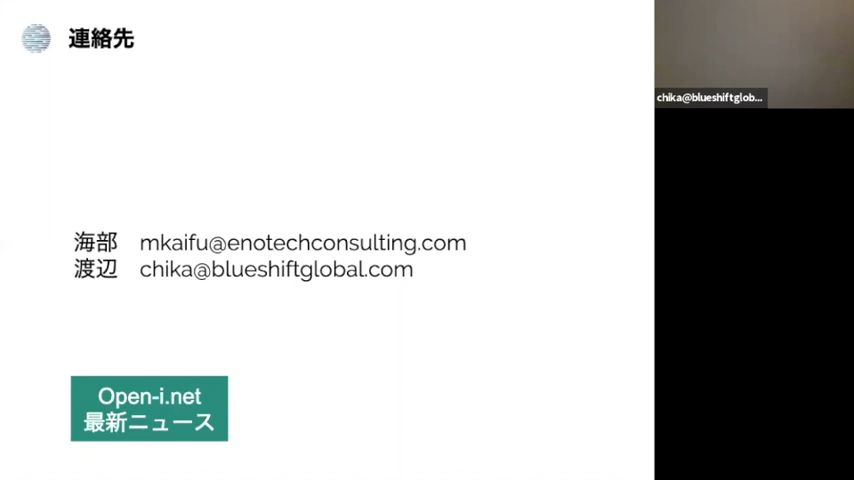 連絡先
chika@blueshiftglob...
海部 mkaifu@enotechconsulting.com
渡辺 chika@blueshiftglobal.com
Open-i.net
最新ニュース